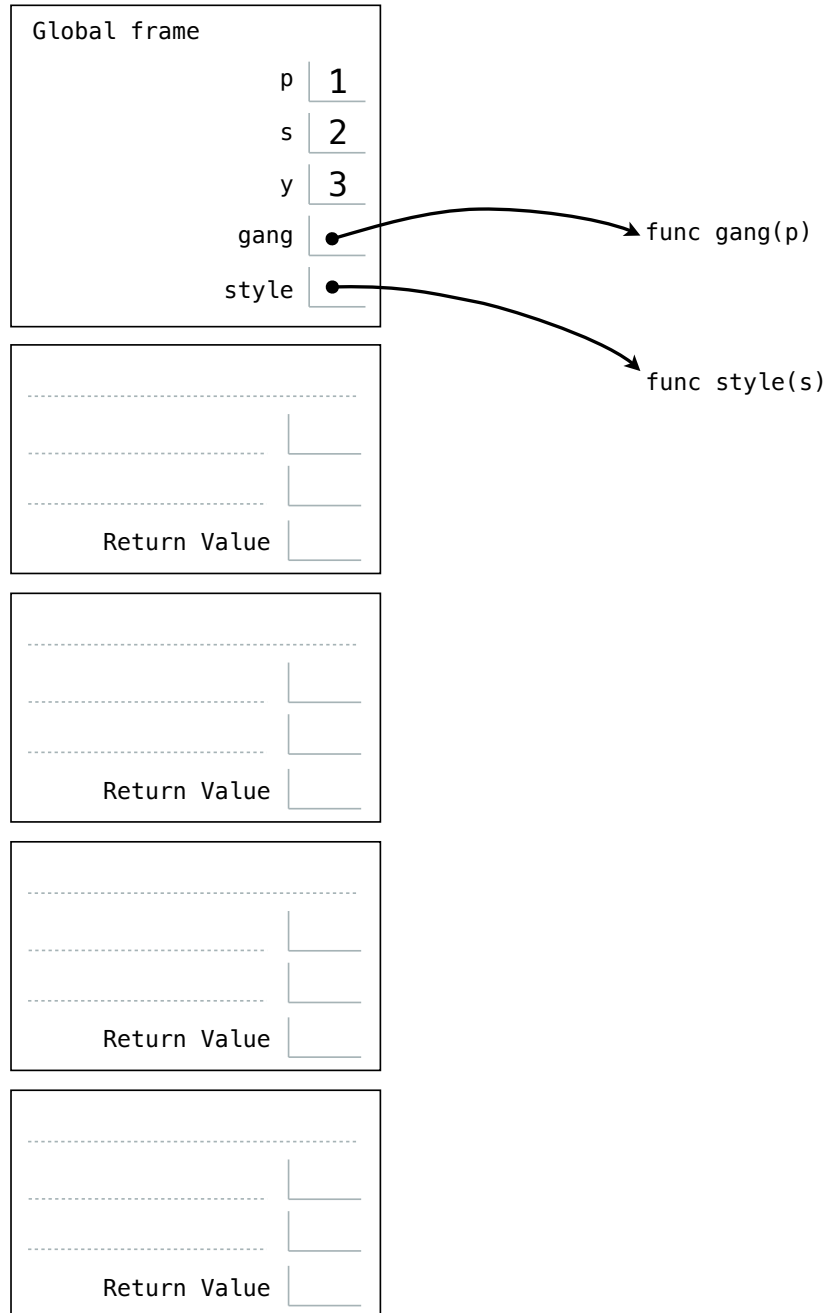 Global frame
p 1
s 2
y 3
gang
func gang(p)
style
func style(s)
Return Value
Return Value
Return Value
Return Value